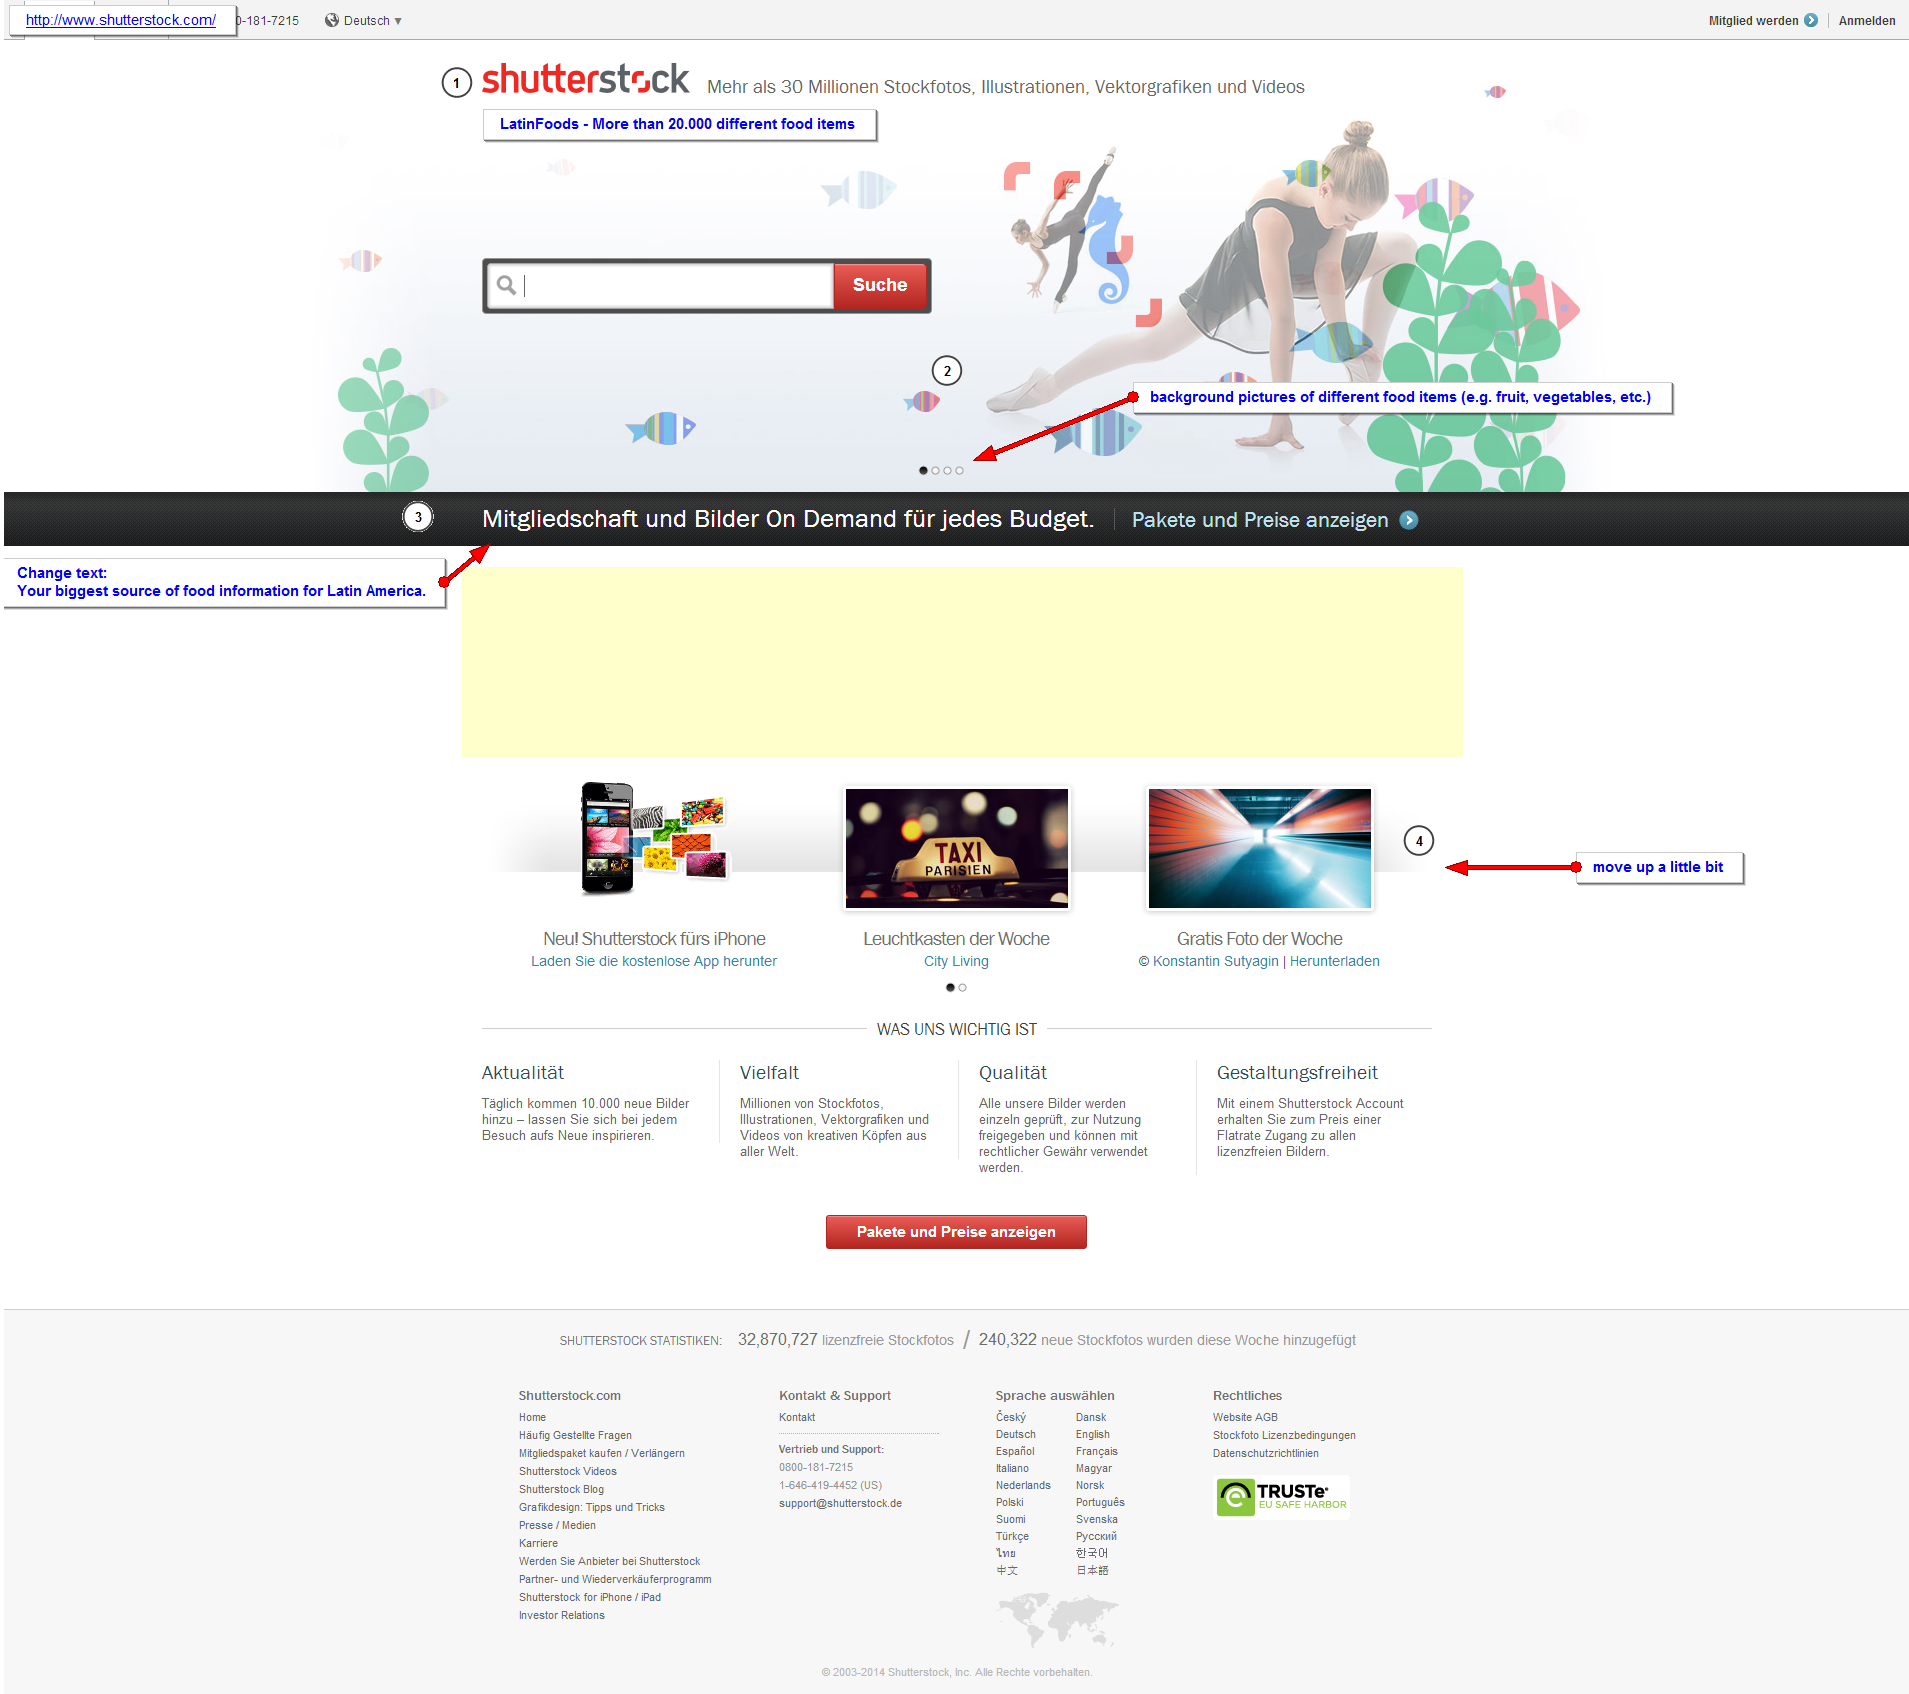 http://www.shutterstock.com/
0-181-7215
Deutsch ▼
Mitglied werden
Anmelden
1
shutterstock
Mehr als 30 Millionen Stockfotos, Illustrationen, Vektorgrafiken und Videos
LatinFoods - More than 20.000 different food items
Suche
2
background pictures of different food items (e.g. fruit, vegetables, etc.)
3
Mitgliedschaft und Bilder On Demand für jedes Budget.
Pakete und Preise anzeigen
Change text:
Your biggest source of food information for Latin America.
TAXI
PARISIEN
4
move up a little bit
Neu! Shutterstock fürs iPhone
Laden Sie die kostenlose App herunter
Leuchtkasten der Woche
City Living
Gratis Foto der Woche
© Konstantin Sutyagin | Herunterladen
WAS UNS WICHTIG IST
Aktualität
Täglich kommen 10.000 neue Bilder
hinzu – lassen Sie sich bei jedem
Besuch aufs Neue inspirieren.
Vielfalt
Millionen von Stockfotos,
Illustrationen, Vektorgrafiken und
Videos von kreativen Köpfen aus
aller Welt.
Qualität
Alle unsere Bilder werden
einzeln geprüft, zur Nutzung
freigegeben und können mit
rechtlicher Gewähr verwendet
werden.
Gestaltungsfreiheit
Mit einem Shutterstock Account
erhalten Sie zum Preis einer
Flatrate Zugang zu allen
lizenzfreien Bildern.
Pakete und Preise anzeigen
SHUTTERSTOCK STATISTIKEN: 32,870,727 lizenzfreie Stockfotos / 240,322 neue Stockfotos wurden diese Woche hinzugefügt
Shutterstock.com
Home
Häufig Gestellte Fragen
Mitgliedspaket kaufen / Verlängern
Shutterstock Videos
Shutterstock Blog
Grafikdesign: Tipps und Tricks
Presse / Medien
Karriere
Werden Sie Anbieter bei Shutterstock
Partner- und Wiederverkäuferprogramm
Shutterstock for iPhone / iPad
Investor Relations
Kontakt & Support
Kontakt
Vertrieb und Support:
0800-181-7215
1-646-419-4452 (US)
support@shutterstock.de
Sprache auswählen
Český
Deutsch
Español
Italiano
Nederlands
Polski
Suomi
Türkçe
ไทย
中文
Dansk
English
Français
Magyar
Norsk
Português
Svenska
Русский
한국어
日本語
Rechtliches
Website AGB
Stockfoto Lizenzbedingungen
Datenschutzrichtlinien
TRUSTe
EU SAFE HARBOR
© 2003-2014 Shutterstock, Inc. Alle Rechte vorbehalten.